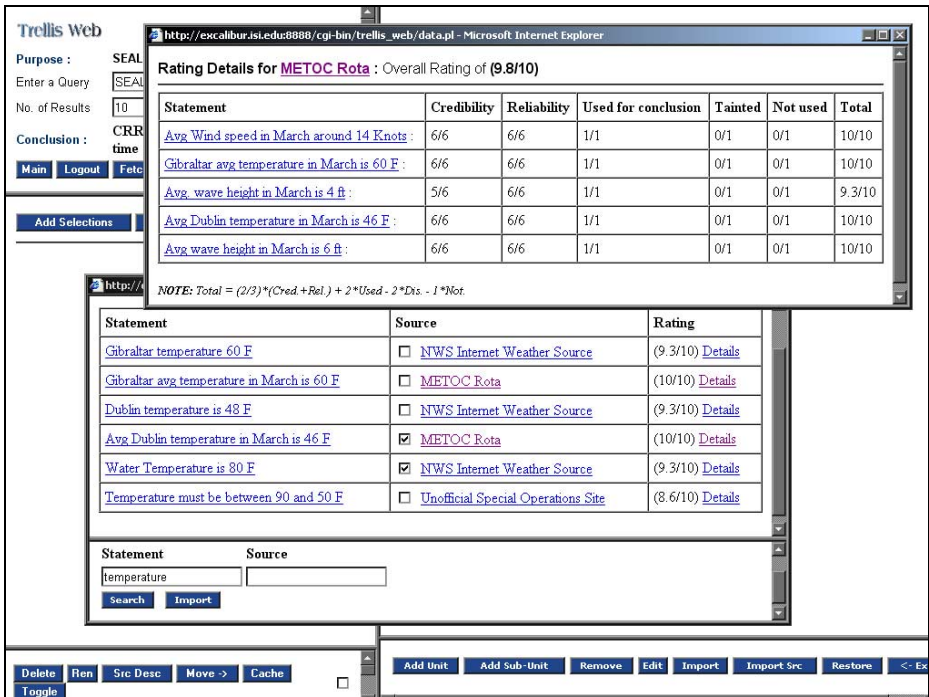 Trellis Web
Purpose : SEAL
Enter a Query SEAL
No. of Results 10
Conclusion : CRR
time
Main Logout Fetc
Add Selections
http://excalibur.isi.edu:8888/cgi-bin/trellis_web/data.pl - Microsoft Internet Explorer
Rating Details for METOC Rota : Overall Rating of (9.8/10)
Statement Credibility Reliability Used for conclusion Tainted Not used Total
Avg Wind speed in March around 14 Knots : 6/6 6/6 1/1 0/1 0/1 10/10
Gibraltar avg temperature in March is 60 F : 6/6 6/6 1/1 0/1 0/1 10/10
Avg. wave height in March is 4 ft : 5/6 6/6 1/1 0/1 0/1 9.3/10
Avg Dublin temperature in March is 46 F : 6/6 6/6 1/1 0/1 0/1 10/10
Avg wave height in March is 6 ft : 6/6 6/6 1/1 0/1 0/1 10/10
NOTE: Total = (2/3)*(Cred.+Rel.) + 2*Used - 2*Dis. - 1*Not.
http://
Statement Source Rating
Gibraltar temperature 60 F NWS Internet Weather Source (9.3/10) Details
Gibraltar avg temperature in March is 60 F METOC Rota (10/10) Details
Dublin temperature is 48 F NWS Internet Weather Source (9.3/10) Details
Avg Dublin temperature in March is 46 F METOC Rota (10/10) Details
Water Temperature is 80 F NWS Internet Weather Source (9.3/10) Details
Temperature must be between 90 and 50 F Unofficial Special Operations Site (8.6/10) Details
Statement Source
temperature
Search Import
Delete Ren Src Desc Move -> Cache
Toggle
Add Unit Add Sub-Unit Remove Edit Import Import Src Restore <- Ex